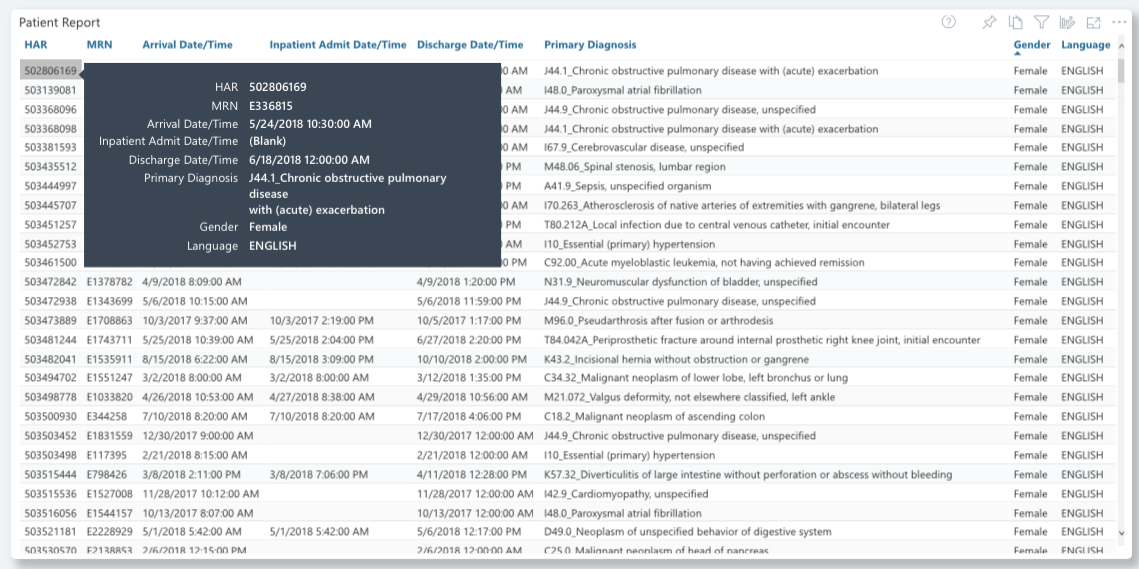 Patient Report
HAR MRN Arrival Date/Time Inpatient Admit Date/Time Discharge Date/Time Primary Diagnosis Gender Language
502806169 0 AM J44.1_Chronic obstructive pulmonary disease with (acute) exacerbation Female ENGLISH
503139081 AM I48.0_Paroxysmal atrial fibrillation Female ENGLISH
503368096 0 AM J44.9_Chronic obstructive pulmonary disease, unspecified Female ENGLISH
503368098 0 AM J44.1_Chronic obstructive pulmonary disease with (acute) exacerbation Female ENGLISH
503381593 0 AM I67.9_Cerebrovascular disease, unspecified Female ENGLISH
503435512 PM M48.06_Spinal stenosis, lumbar region Female ENGLISH
503444997 PM A41.9_Sepsis, unspecified organism Female ENGLISH
503445707 0 AM I70.263_Atherosclerosis of native arteries of extremities with gangrene, bilateral legs Female ENGLISH
503451257 PM T80.212A_Local infection due to central venous catheter, initial encounter Female ENGLISH
503452753 AM I10_Essential (primary) hypertension Female ENGLISH
503461500 0 PM C92.00_Acute myeloblastic leukemia, not having achieved remission Female ENGLISH
HAR 502806169
MRN E336815
Arrival Date/Time 5/24/2018 10:30:00 AM
Inpatient Admit Date/Time (Blank)
Discharge Date/Time 6/18/2018 12:00:00 AM
Primary Diagnosis J44.1_Chronic obstructive pulmonary
disease
with (acute) exacerbation
Gender Female
Language ENGLISH
503472842 E1378782 4/9/2018 8:09:00 AM 4/9/2018 1:20:00 PM N31.9_Neuromuscular dysfunction of bladder, unspecified Female ENGLISH
503472938 E1343699 5/6/2018 10:15:00 AM 5/6/2018 11:59:00 PM J44.9_Chronic obstructive pulmonary disease, unspecified Female ENGLISH
503473889 E1708863 10/3/2017 9:37:00 AM 10/3/2017 2:19:00 PM 10/5/2017 1:17:00 PM M96.0_Pseudarthrosis after fusion or arthrodesis Female ENGLISH
503481244 E1743711 5/25/2018 10:39:00 AM 5/25/2018 2:04:00 PM 6/27/2018 2:20:00 PM T84.042A_Periprosthetic fracture around internal prosthetic right knee joint, initial encounter Female ENGLISH
503482041 E1535911 8/15/2018 6:22:00 AM 8/15/2018 3:09:00 PM 10/10/2018 2:00:00 PM K43.2_Incisional hernia without obstruction or gangrene Female ENGLISH
503494702 E1551247 3/2/2018 8:00:00 AM 3/2/2018 8:00:00 AM 3/12/2018 1:35:00 PM C34.32_Malignant neoplasm of lower lobe, left bronchus or lung Female ENGLISH
503498778 E1033820 4/26/2018 10:53:00 AM 4/27/2018 8:38:00 AM 4/29/2018 10:56:00 AM M21.072_Valgus deformity, not elsewhere classified, left ankle Female ENGLISH
503500930 E344258 7/10/2018 8:20:00 AM 7/10/2018 8:20:00 AM 7/17/2018 4:06:00 PM C18.2_Malignant neoplasm of ascending colon Female ENGLISH
503503452 E1831559 12/30/2017 9:00:00 AM 12/30/2017 12:00:00 AM J44.9_Chronic obstructive pulmonary disease, unspecified Female ENGLISH
503503498 E117395 2/21/2018 8:15:00 AM 2/21/2018 12:00:00 AM I10_Essential (primary) hypertension Female ENGLISH
503515444 E798426 3/8/2018 2:11:00 PM 3/8/2018 7:06:00 PM 4/11/2018 12:28:00 PM K57.32_Diverticulitis of large intestine without perforation or abscess without bleeding Female ENGLISH
503515536 E1527008 11/28/2017 10:12:00 AM 11/28/2017 12:00:00 AM I42.9_Cardiomyopathy, unspecified Female ENGLISH
503516056 E1544157 10/13/2017 8:07:00 AM 10/13/2017 12:00:00 AM I48.0_Paroxysmal atrial fibrillation Female ENGLISH
503521181 E2228929 5/1/2018 5:42:00 AM 5/1/2018 5:42:00 AM 5/6/2018 12:17:00 PM D49.0_Neoplasm of unspecified behavior of digestive system Female ENGLISH
503530570 E2138853 2/6/2018 12:15:00 PM 2/6/2018 12:00:00 AM C25.0_Malignant neoplasm of head of pancreas Female ENGLISH